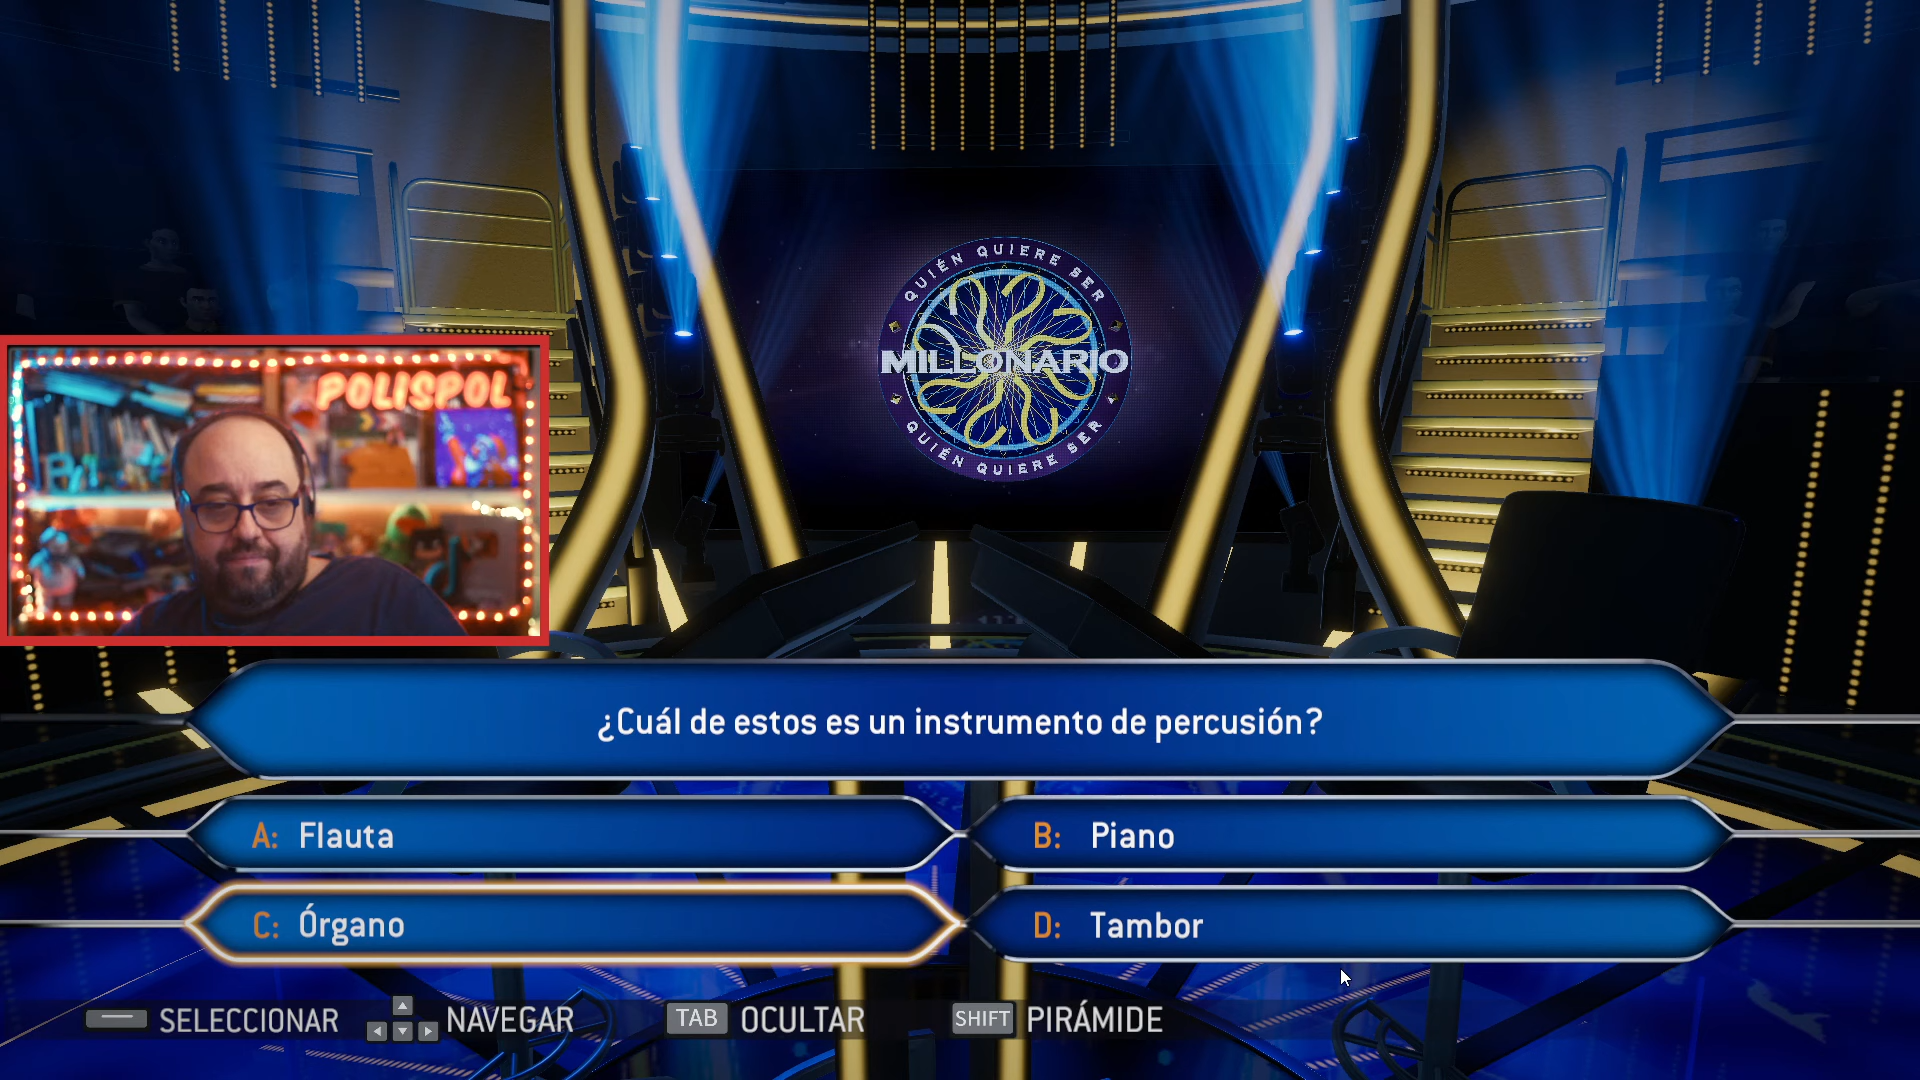 QUIÉN QUIERE SER
MILLONARIO
QUIÉN QUIERE SER
POLISPOL
¿Cuál de estos es un instrumento de percusión?
A: Flauta
B: Piano
C: Órgano
D: Tambor
SELECCIONAR
NAVEGAR
TAB OCULTAR
SHIFT PIRÁMIDE